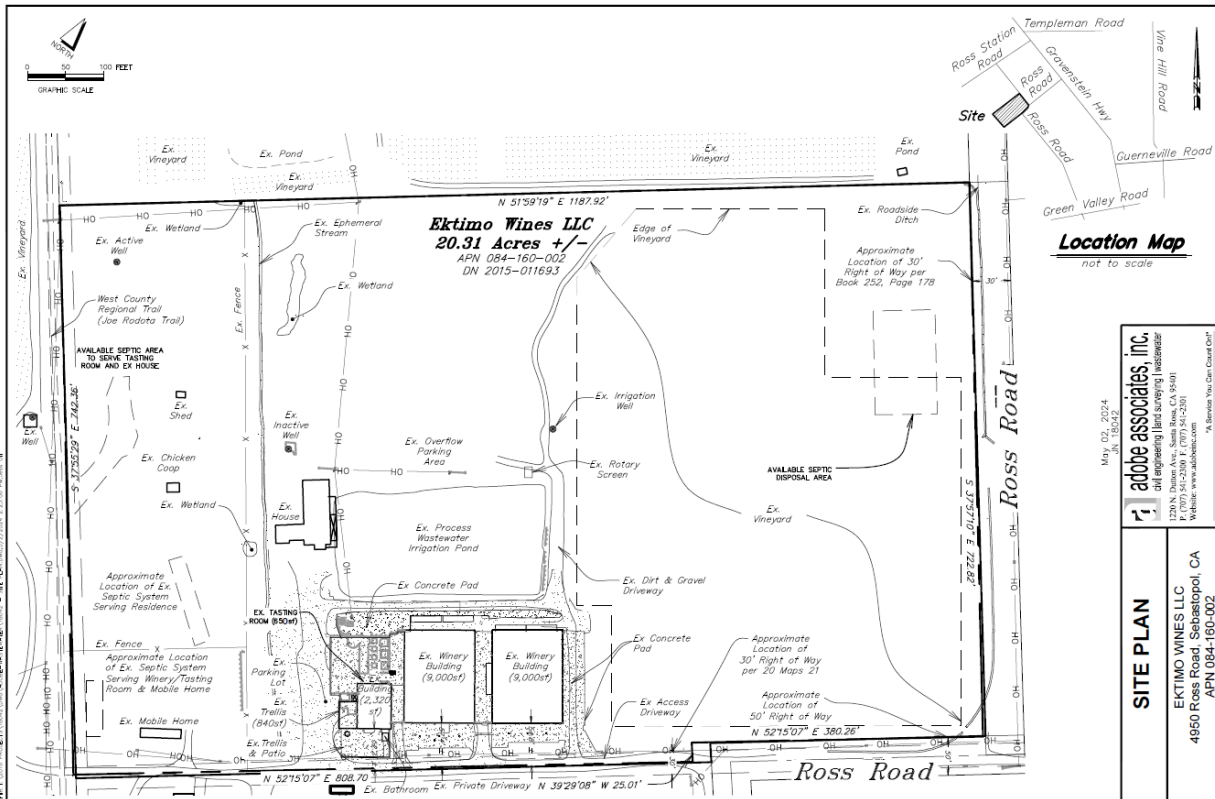 NORTH
0 50 100 FEET
GRAPHIC SCALE
Templeman Road
Ross Station
Road
Ross
Road
Gravenstein Hwy
Vine Hill Road
Site
Ross Road
Guerneville Road
Green Valley Road
Location Map
not to scale
Ex.
Vineyard
Ex. Pond
Ex.
Vineyard
Ex.
Vineyard
Ex.
Pond
Ex. Vineyard
N 51°59'19" E 1187.92'
Ektimo Wines LLC
20.31 Acres +/-
APN 084-160-002
DN 2015-011693
Ex. Wetland
Ex. Active
Well
Ex. Ephemeral
Stream
Ex. Wetland
Edge of
Vineyard
Ex. Roadside
Ditch
Approximate
Location of 30'
Right of Way per
Book 252, Page 178
30'
West County
Regional Trail
(Joe Rodota Trail)
Ex. Fence
AVAILABLE SEPTIC AREA
TO SERVE TASTING
ROOM AND EX HOUSE
S 37°55'29" E 742.36'
Ex.
Well
Ex.
Shed
Ex.
Inactive
Well
Ex. Irrigation
Well
Ex. Overflow
Parking
Area
Ex. Chicken
Coop
Ex. Rotary
Screen
AVAILABLE SEPTIC
DISPOSAL AREA
Ex. Wetland
Ex.
House
Ex. Process
Wastewater
Irrigation Pond
Ex.
Vineyard
S 37°57'10" E 722.82'
Ross Road
Approximate
Location of Ex.
Septic System
Serving Residence
Ex Concrete Pad
Ex. Dirt & Gravel
Driveway
EX. TASTING
ROOM (650sf)
Ex. Fence
Approximate Location
of Ex. Septic System
Serving Winery/Tasting
Room & Mobile Home
Ex.
Parking
Lot
Ex.
Building
(2,320
sf)
Ex. Winery
Building
(9,000sf)
Ex. Winery
Building
(9,000sf)
Ex Concrete
Pad
Approximate
Location of
30' Right of Way
per 20 Maps 21
Ex.
Trellis
(840sf)
Ex Access
Driveway
Approximate
Location of
50' Right of Way
Ex. Mobile Home
Ex.Trellis
& Patio
N 52°15'07" E 380.26'
N 52°15'07" E 808.70
Ex. Bathroom
Ex. Private Driveway
N 39°29'08" W 25.01'
Ross Road
May 02, 2024
JN 18042
adobe associates, inc.
civil engineering | land surveying | wastewater
1220 N. Dutton Ave., Santa Rosa, CA 95401
P. (707) 541-2300 F. (707) 541-2301
Website: www.adobeinc.com
"A Service You Can Count On!"
SITE PLAN
EKTIMO WINES LLC
4950 Ross Road, Sebastopol, CA
APN 084-160-002